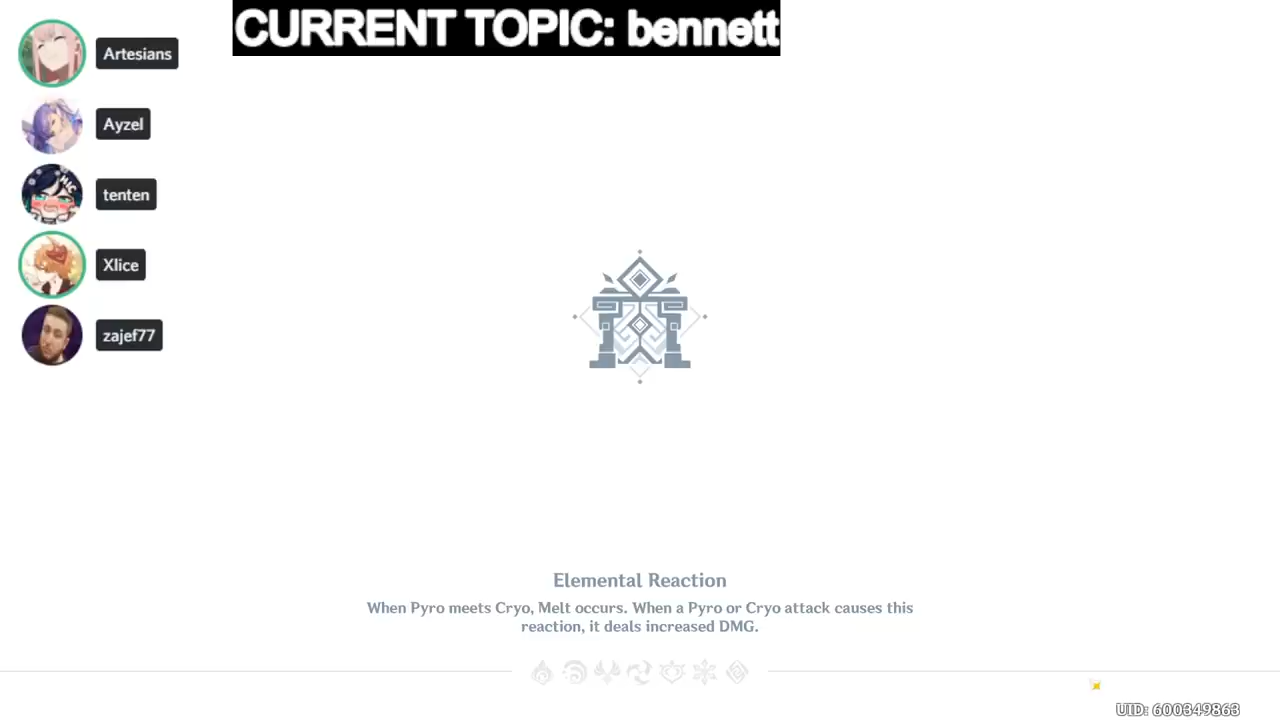 CURRENT TOPIC: bennett
Artesians
Ayzel
tenten
Xlice
zajef77
Elemental Reaction
When Pyro meets Cryo, Melt occurs. When a Pyro or Cryo attack causes this
reaction, it deals increased DMG.
UID: 600349863